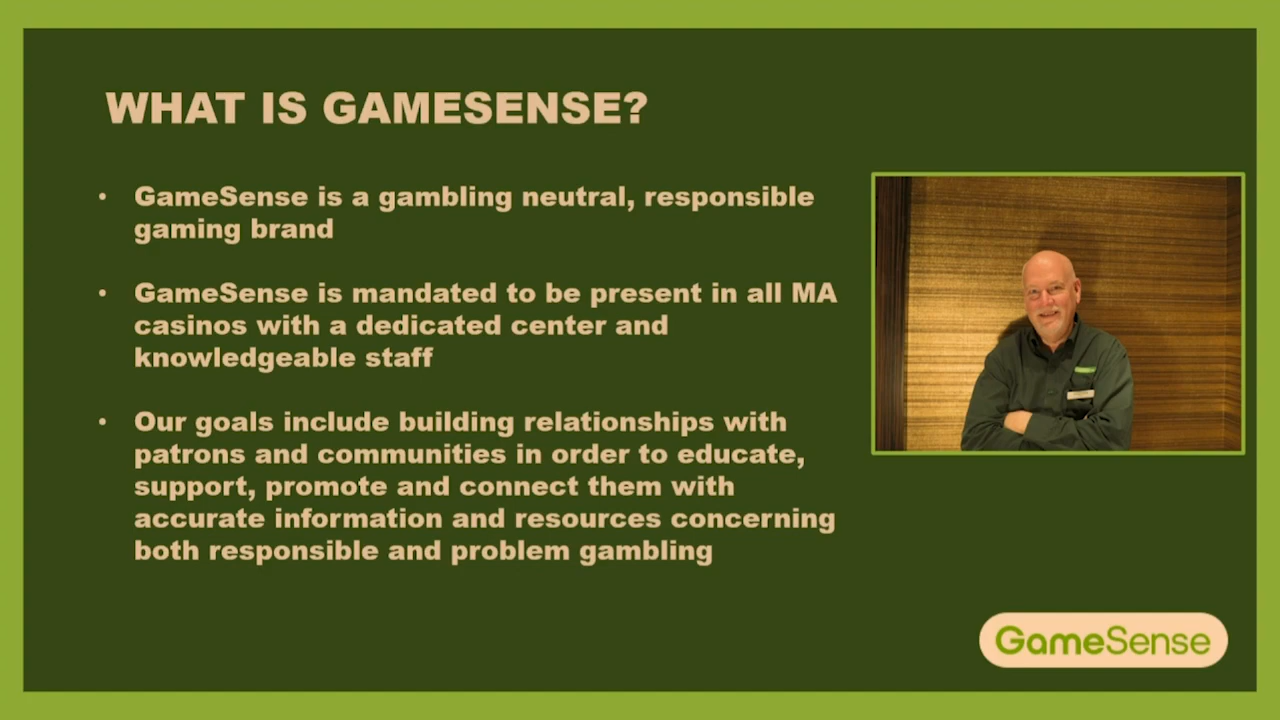 WHAT IS GAMESENSE?
• GameSense is a gambling neutral, responsible
gaming brand
• GameSense is mandated to be present in all MA
casinos with a dedicated center and
knowledgeable staff
• Our goals include building relationships with
patrons and communities in order to educate,
support, promote and connect them with
accurate information and resources concerning
both responsible and problem gambling
GameSense